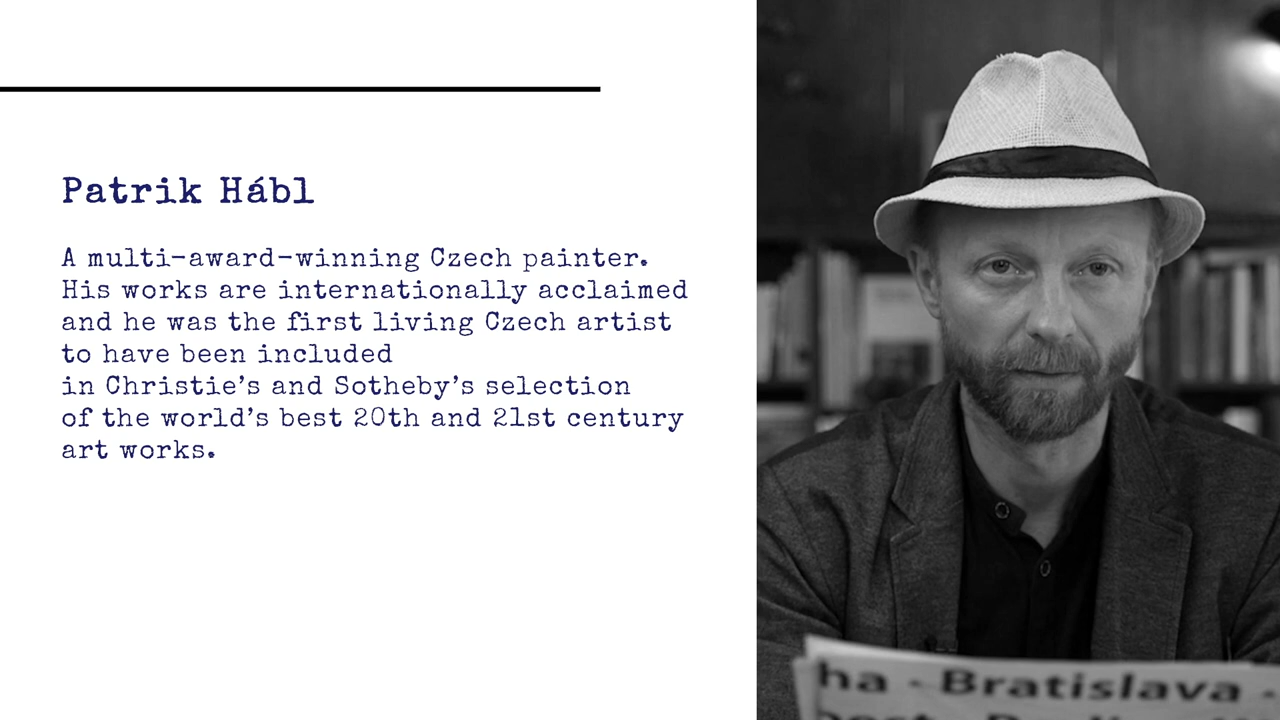 Patrik Hábl
A multi-award-winning Czech painter.
His works are internationally acclaimed
and he was the first living Czech artist
to have been included
in Christie's and Sotheby's selection
of the world's best 20th and 21st century
art works.
ha - Bratislava -